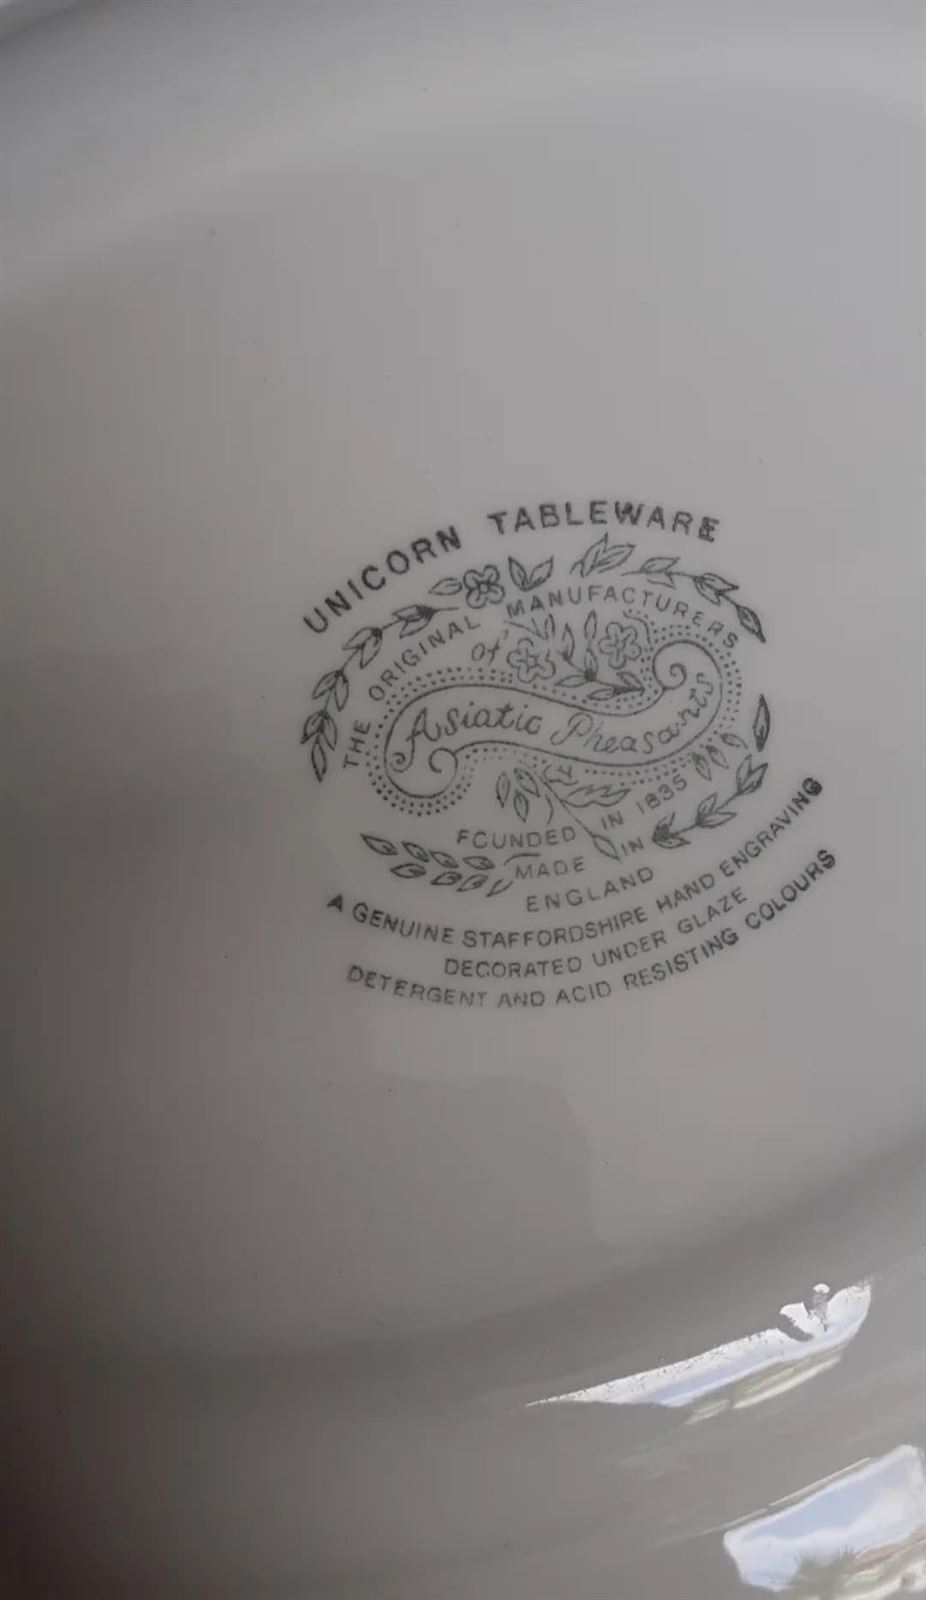 UNICORN TABLEWARE
THE ORIGINAL MANUFACTURERS
of
Asiatic Pheasants
FOUNDED IN 1835
MADE IN
ENGLAND
A GENUINE STAFFORDSHIRE HAND ENGRAVING
DECORATED UNDER GLAZE
DETERGENT AND ACID RESISTING COLOURS